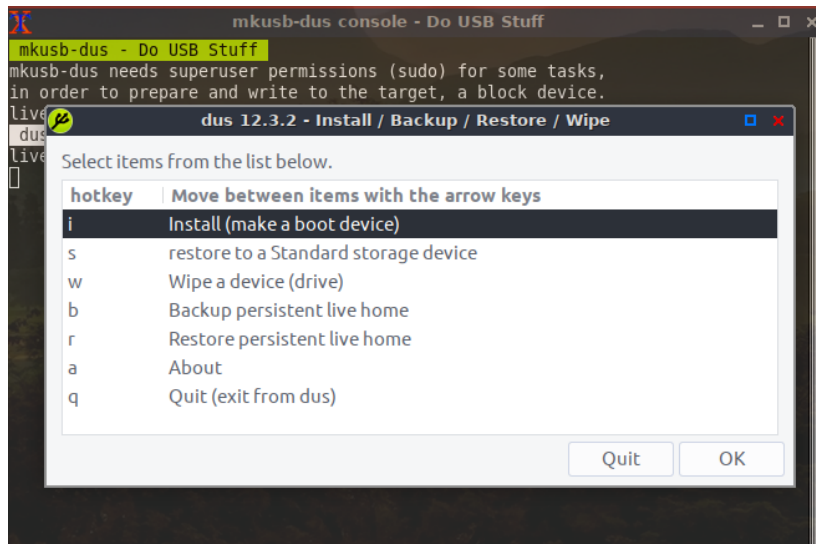 mkusb-dus console - Do USB Stuff
mkusb-dus - Do USB Stuff
mkusb-dus needs superuser permissions (sudo) for some tasks,
in order to prepare and write to the target, a block device.
live
dus
live
dus 12.3.2 - Install / Backup / Restore / Wipe
Select items from the list below.
hotkey Move between items with the arrow keys
i Install (make a boot device)
s restore to a Standard storage device
w Wipe a device (drive)
b Backup persistent live home
r Restore persistent live home
a About
q Quit (exit from dus)
Quit OK